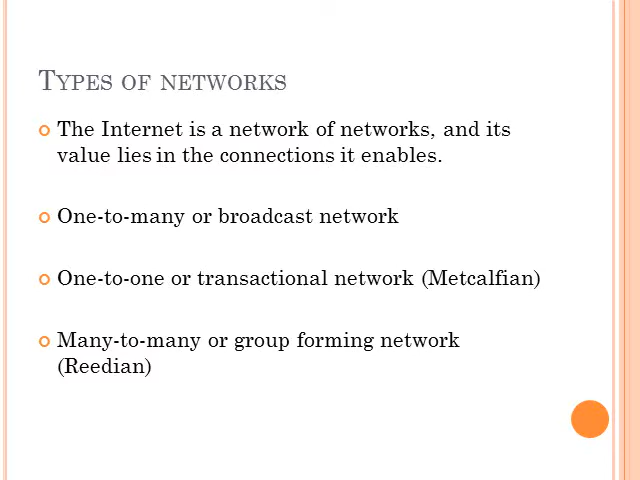 Types of networks
The Internet is a network of networks, and its
value lies in the connections it enables.
One-to-many or broadcast network
One-to-one or transactional network (Metcalfian)
Many-to-many or group forming network
(Reedian)